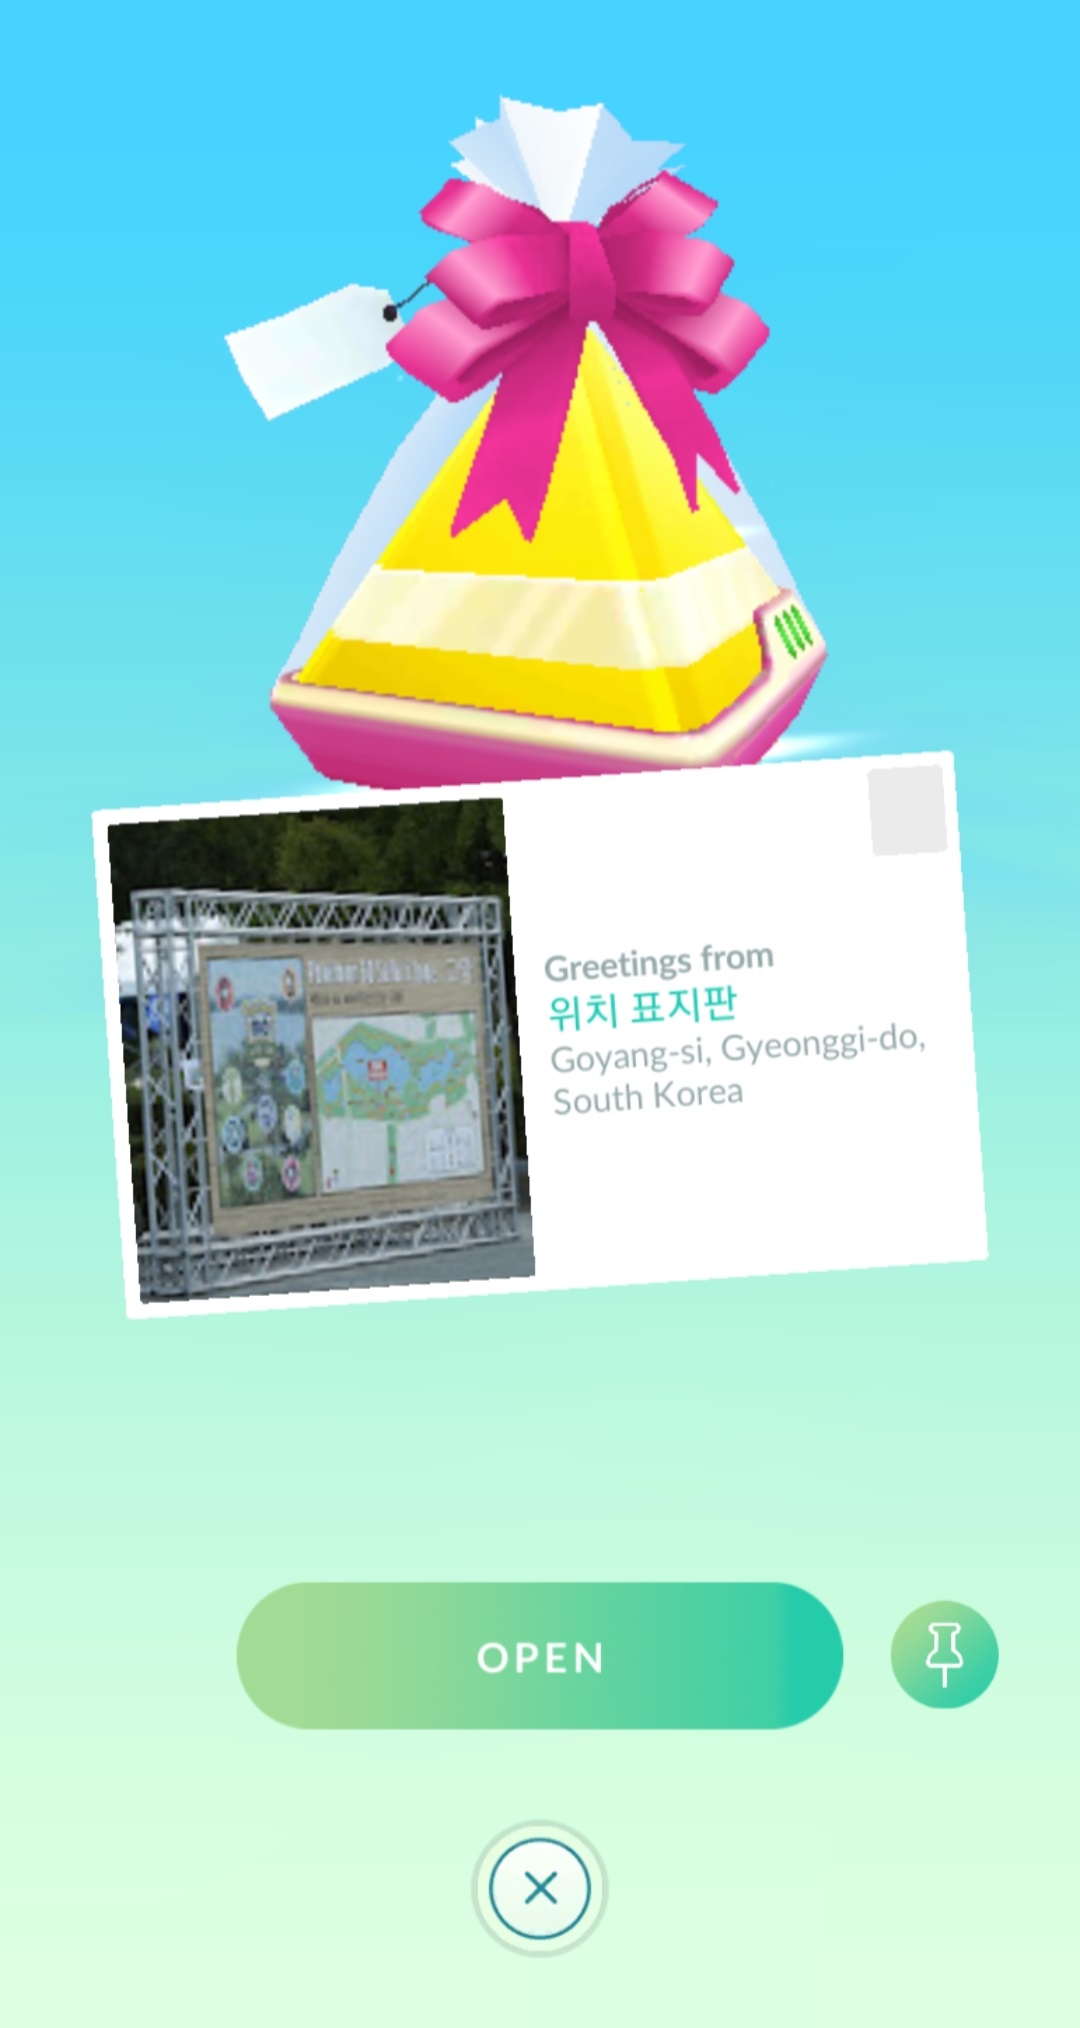 Greetings from
위치 표지판
Goyang-si, Gyeonggi-do,
South Korea
OPEN